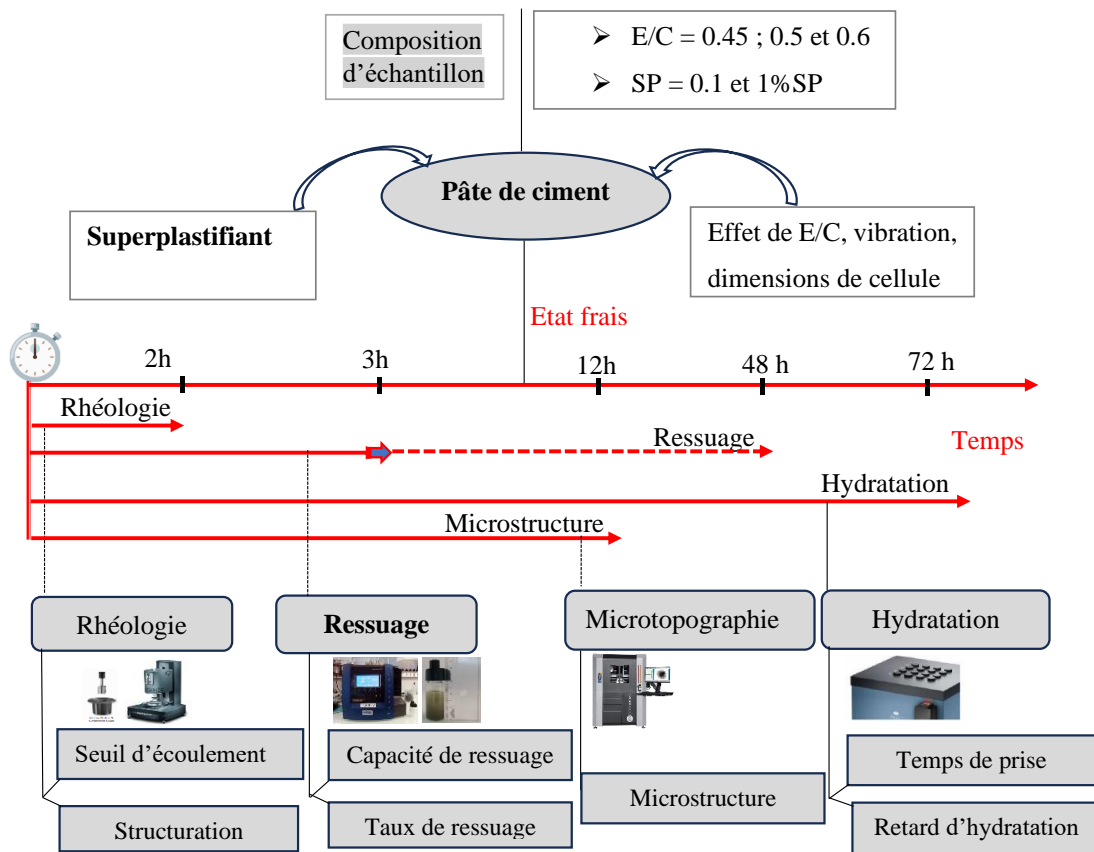 Composition
d’échantillon
➢ E/C = 0.45 ; 0.5 et 0.6
➢ SP = 0.1 et 1%SP
Pâte de ciment
Superplastifiant
Effet de E/C, vibration,
dimensions de cellule
Etat frais
2h
3h
12h
48 h
72 h
Rhéologie
Ressuage
Temps
Hydratation
Microstructure
Rhéologie
Ressuage
Microtopographie
Hydratation
Seuil d’écoulement
Capacité de ressuage
Microstructure
Temps de prise
Structuration
Taux de ressuage
Retard d’hydratation